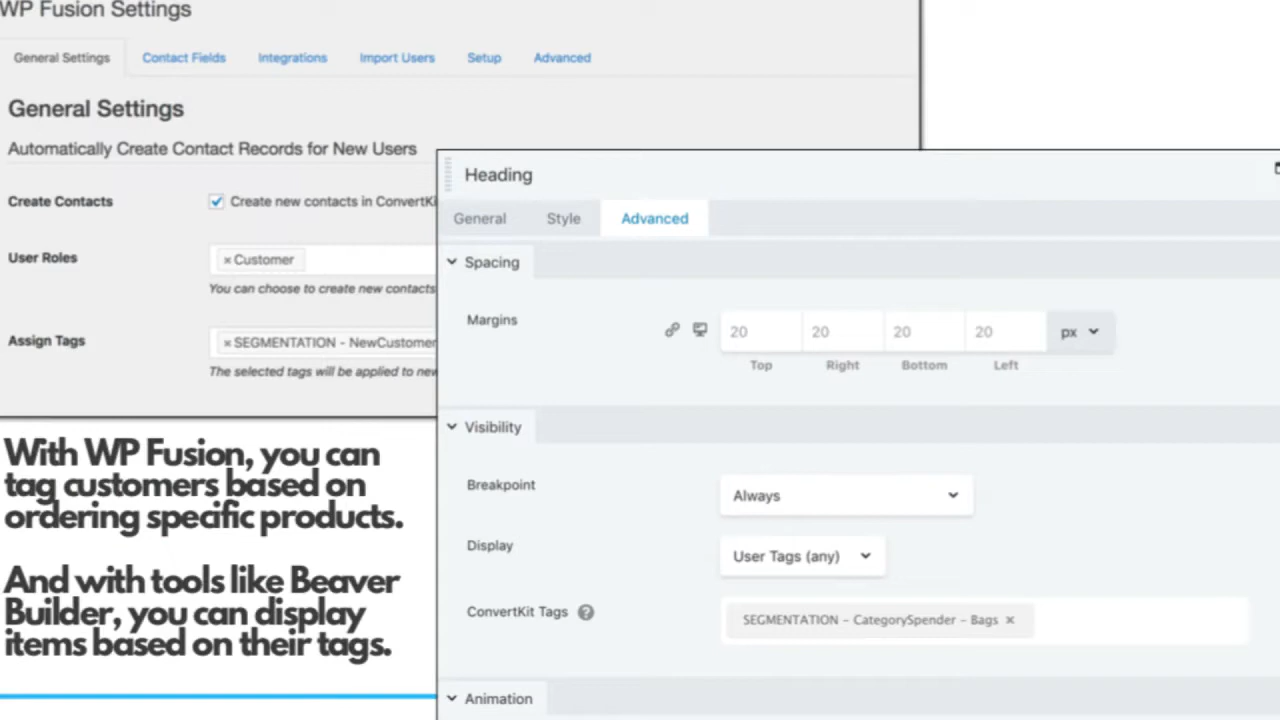 WP Fusion Settings
General Settings Contact Fields Integrations Import Users Setup Advanced
General Settings
Automatically Create Contact Records for New Users
Create Contacts Create new contacts in ConvertKi
User Roles × Customer
You can choose to create new contacts
Assign Tags × SEGMENTATION - NewCustomer
The selected tags will be applied to new
Heading
General Style Advanced
Spacing
Margins 20 20 20 20 px
Top Right Bottom Left
Visibility
Breakpoint Always
Display User Tags (any)
ConvertKit Tags ? SEGMENTATION - CategorySpender - Bags ×
Animation
With WP Fusion, you can
tag customers based on
ordering specific products.
And with tools like Beaver
Builder, you can display
items based on their tags.